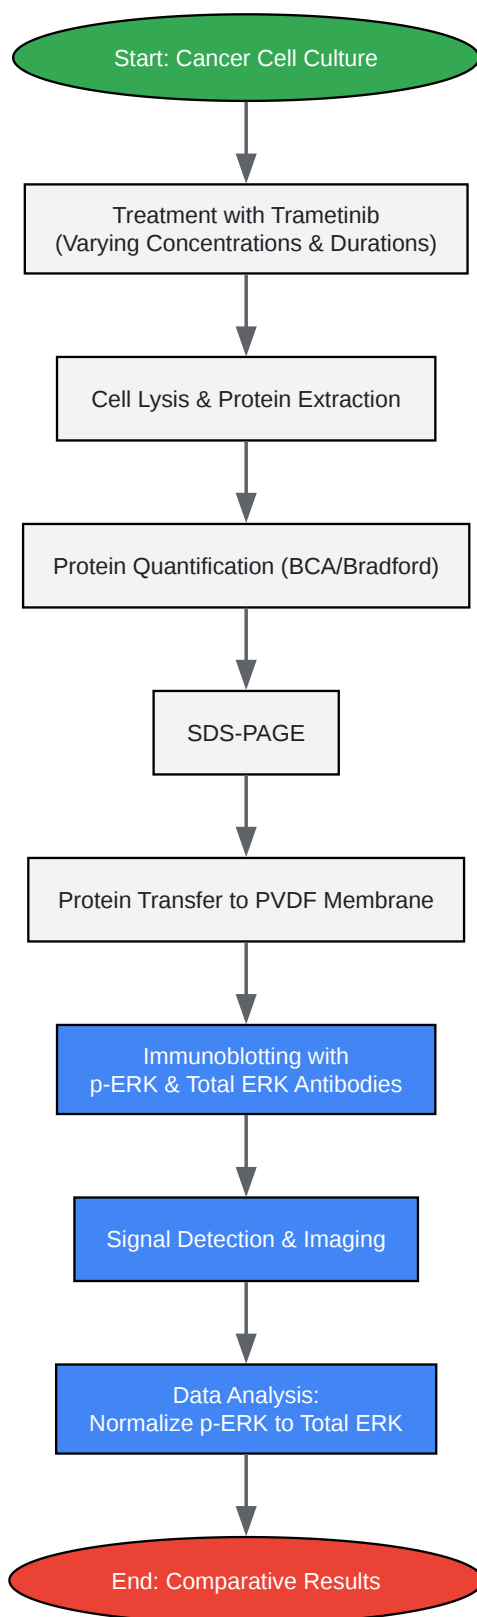 Start: Cancer Cell Culture
Treatment with Trametinib
(Varying Concentrations & Durations)
Cell Lysis & Protein Extraction
Protein Quantification (BCA/Bradford)
SDS-PAGE
Protein Transfer to PVDF Membrane
Immunoblotting with
p-ERK & Total ERK Antibodies
Signal Detection & Imaging
Data Analysis:
Normalize p-ERK to Total ERK
End: Comparative Results